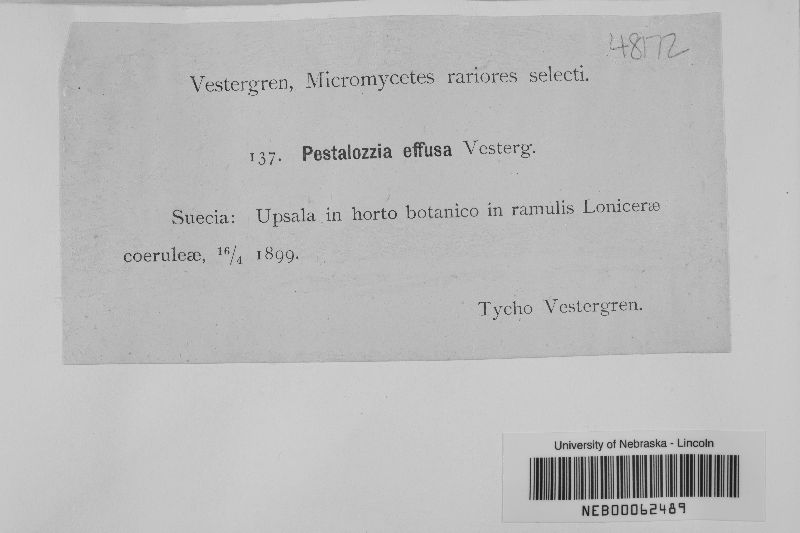 48172
Vestergren, Micromycetes rariores selecti.
137. Pestalozzia effusa Vesterg.
Suecia: Upsala in horto botanico in ramulis Loniceræ
coeruleæ, 16/4 1899.
Tycho Vestergren.
University of Nebraska - Lincoln
NEB00062489